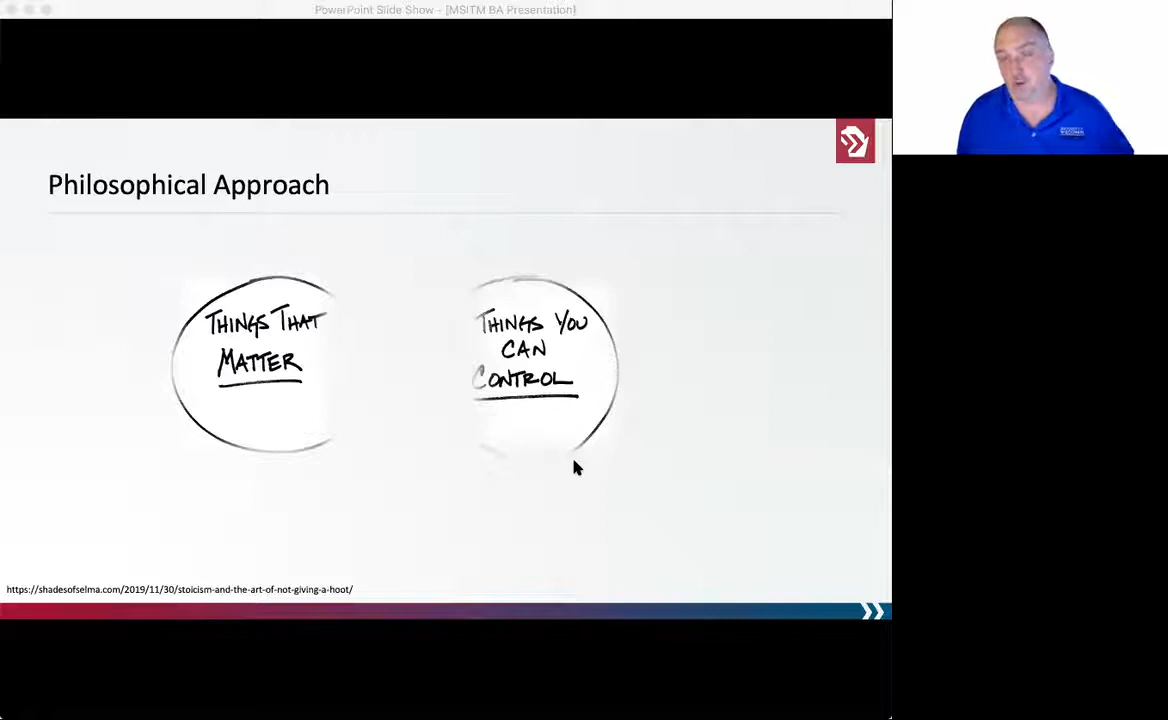 PowerPoint Slide Show - [MSITM BA Presentation]
Philosophical Approach
THINGS THAT
MATTER
THINGS YOU
CAN
CONTROL
https://shadesofselma.com/2019/11/30/stoicism-and-the-art-of-not-giving-a-hoot/